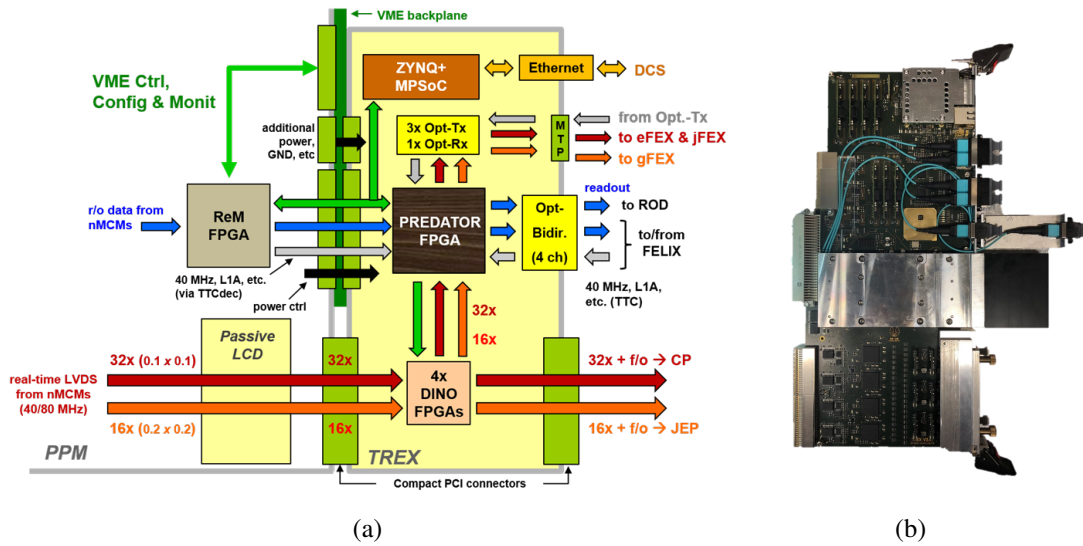 VME backplane
ZYNQ+
MPSoC
Ethernet
DCS
VME Ctrl,
Config & Monit
additional
power,
GND, etc
3x Opt-Tx
1x Opt-Rx
M
T
P
from Opt.-Tx
to eFEX & jFEX
to gFEX
r/o data from
nMCMs
ReM
FPGA
PREDATOR
FPGA
Opt-
Bidir.
(4 ch)
readout
to ROD
to/from
FELIX
40 MHz, L1A, etc.
(via TTCdec)
power ctrl
40 MHz, L1A,
etc. (TTC)
32x
16x
Passive
LCD
32x (0.1 x 0.1)
32x
32x + f/o → CP
real-time LVDS
from nMCMs
(40/80 MHz)
4x
DINO
FPGAs
16x (0.2 x 0.2)
16x
16x + f/o → JEP
PPM
TREX
Compact PCI connectors
(a)
(b)